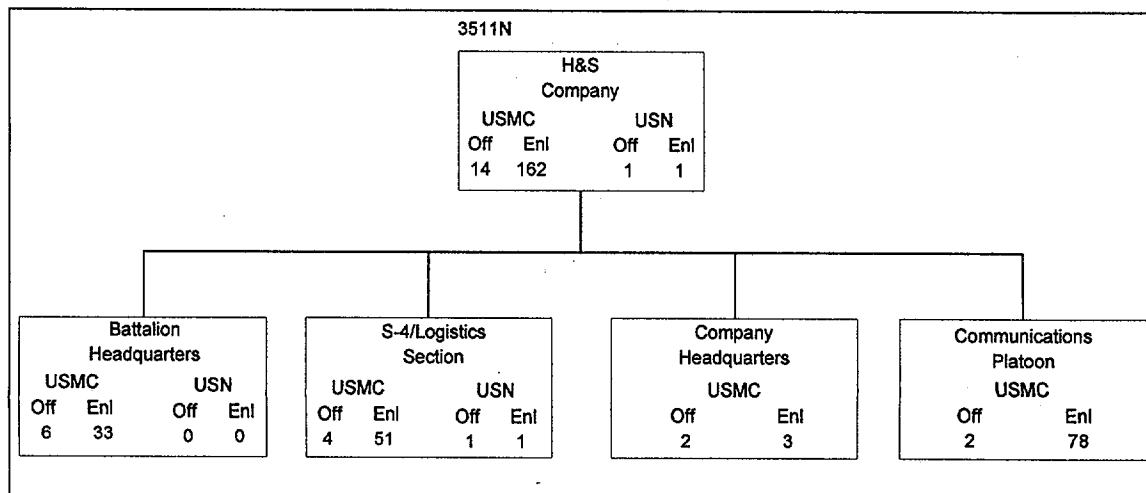 3511N
H&S
Company
USMC USN
Off Enl Off Enl
14 162 1 1
Battalion
Headquarters
USMC USN
Off Enl Off Enl
6 33 0 0
S-4/Logistics
Section
USMC USN
Off Enl Off Enl
4 51 1 1
Company
Headquarters
USMC
Off Enl
2 3
Communications
Platoon
USMC
Off Enl
2 78